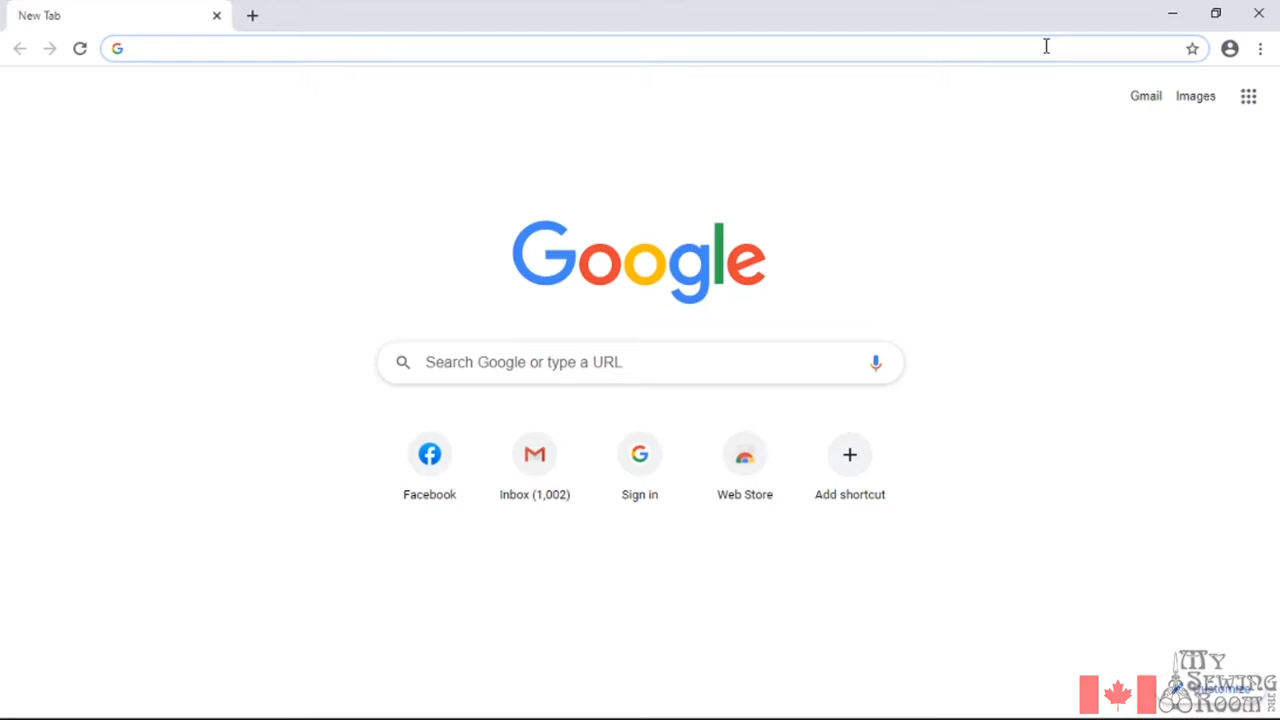 New Tab
Gmail
Images
Google
Search Google or type a URL
Facebook
Inbox (1,002)
Sign in
Web Store
Add shortcut
Customize
My
Sewing
Room